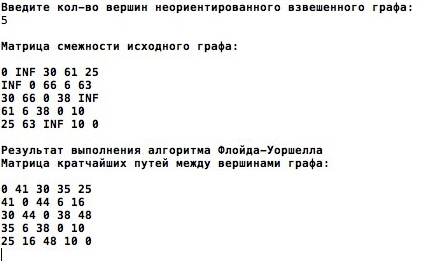 Введите кол-во вершин неориентированного взвешенного графа:
5
Матрица смежности исходного графа:
0 INF 30 61 25
INF 0 66 6 63
30 66 0 38 INF
61 6 38 0 10
25 63 INF 10 0
Результат выполнения алгоритма Флойда-Уоршелла
Матрица кратчайших путей между вершинами графа:
0 41 30 35 25
41 0 44 6 16
30 44 0 38 48
35 6 38 0 10
25 16 48 10 0